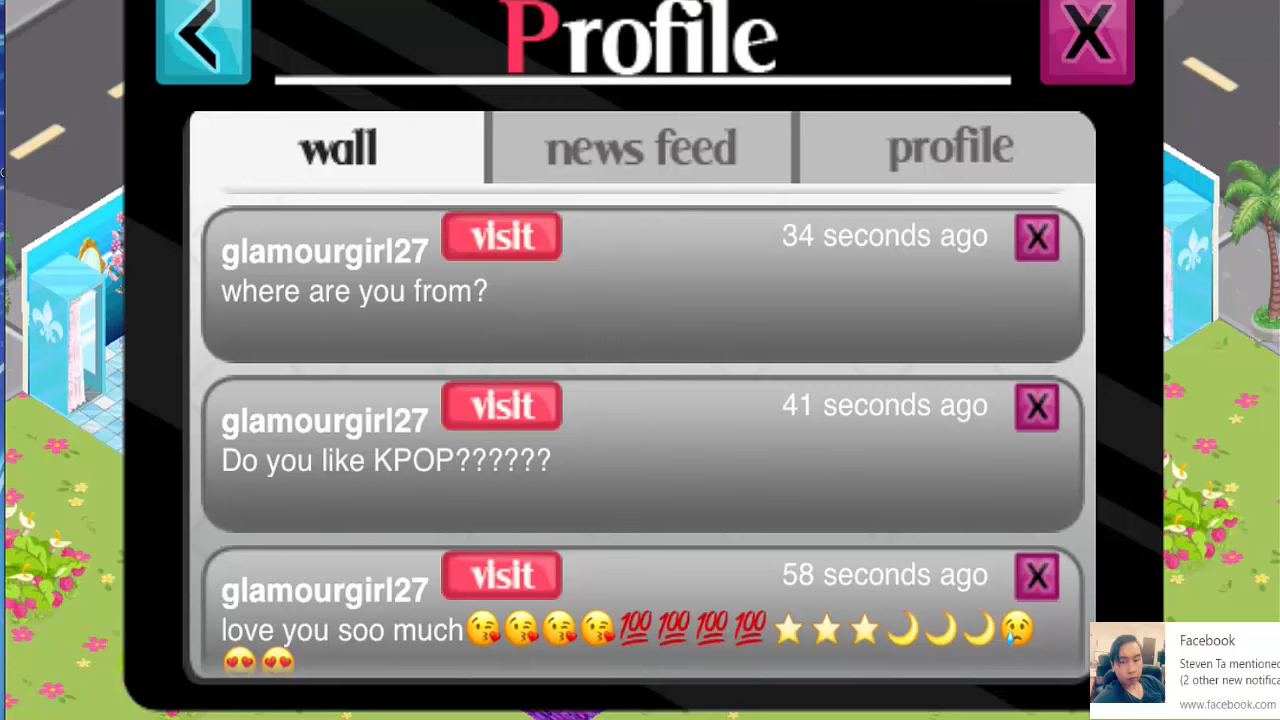 Profile
X
wall
news feed
profile
glamourgirl27 visit 34 seconds ago X
where are you from?
glamourgirl27 visit 41 seconds ago X
Do you like KPOP??????
glamourgirl27 visit 58 seconds ago X
love you soo much😘😘😘😘💯💯💯💯⭐⭐⭐🌙🌙🌙😢
😍😍
Facebook
Steven Ta mentione
(2 other new notifica
www.facebook.com